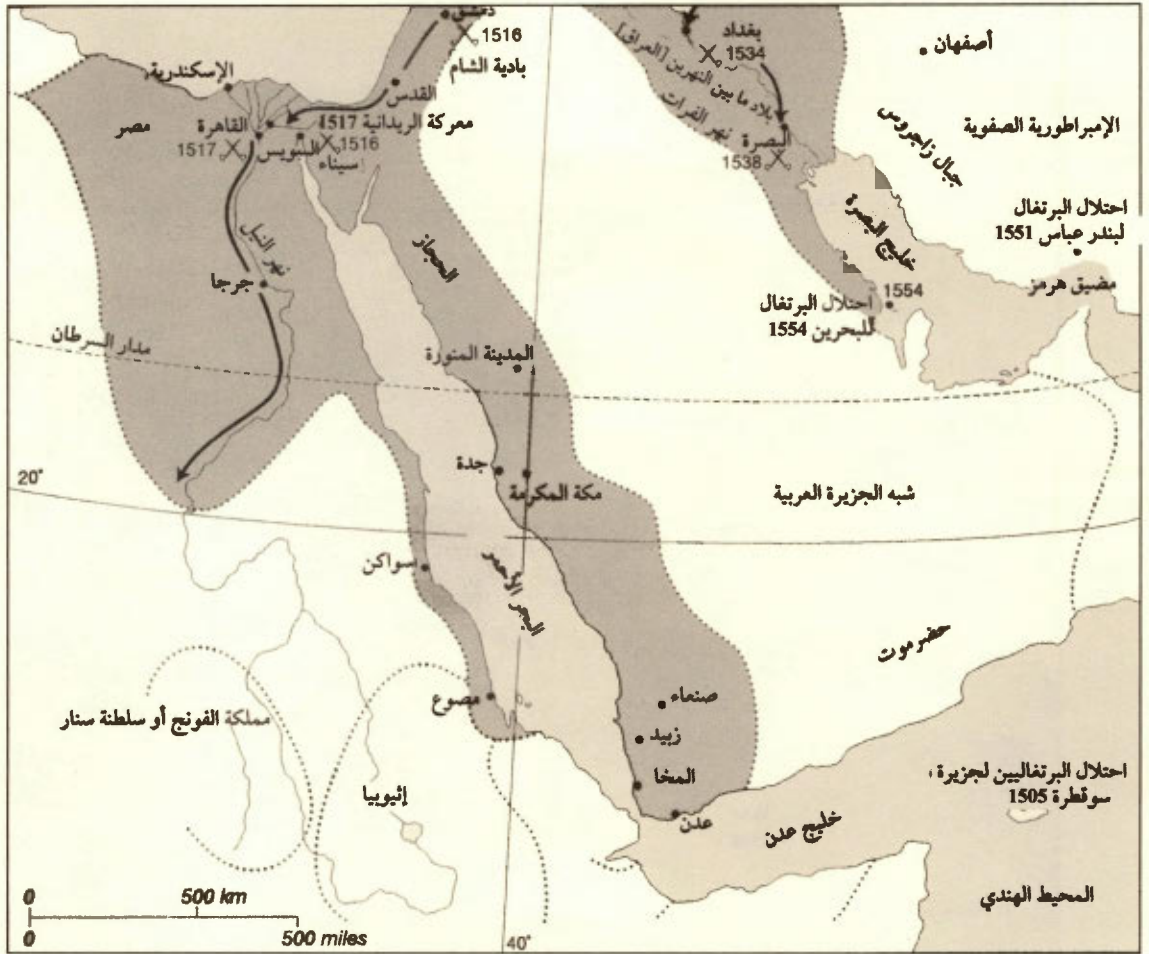 دمشق
1516
بادية الشام
القدس
الإسكندرية
مصر
القاهرة
1517
السويس
معركة الريدانية 1517
1516
سيناء
نهر النيل
جرجا
مدار السرطان
20°
الحجاز
المدينة المنورة
جدة
مكة المكرمة
البحر الأحمر
سواكن
مصوع
مملكة الفونج أو سلطنة سنار
إثيوبيا
بغداد
1534
بلاد ما بين النهرين [العراق]
نهر الفرات
البصرة
1538
أصفهان
الإمبراطورية الصفوية
جبال زاجروس
احتلال البرتغال
لبندر عباس 1551
خليج البصرة
مضيق هرمز
1554
احتلال البرتغال
للبحرين 1554
شبه الجزيرة العربية
حضرموت
صنعاء
زبيد
المخا
عدن
خليج عدن
احتلال البرتغاليين لجزيرة
سوقطرة 1505
المحيط الهندي
0 500 km
0 500 miles
40°